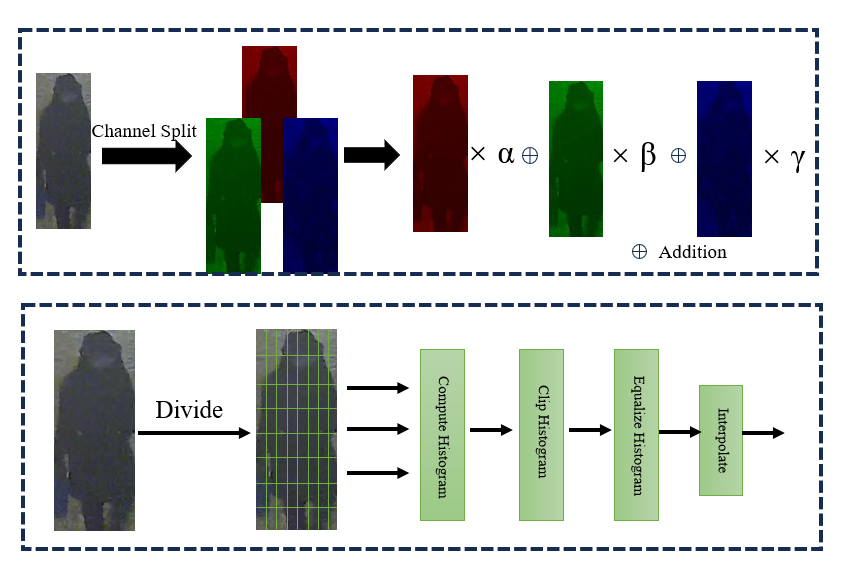 Channel Split
× α ⊕ × β ⊕ × γ
⊕ Addition
Divide
Compute Histogram
Clip Histogram
Equalize Histogram
Interpolate